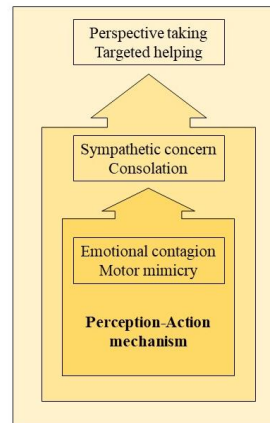 Perspective taking
Targeted helping
Sympathetic concern
Consolation
Emotional contagion
Motor mimicry
Perception-Action
mechanism